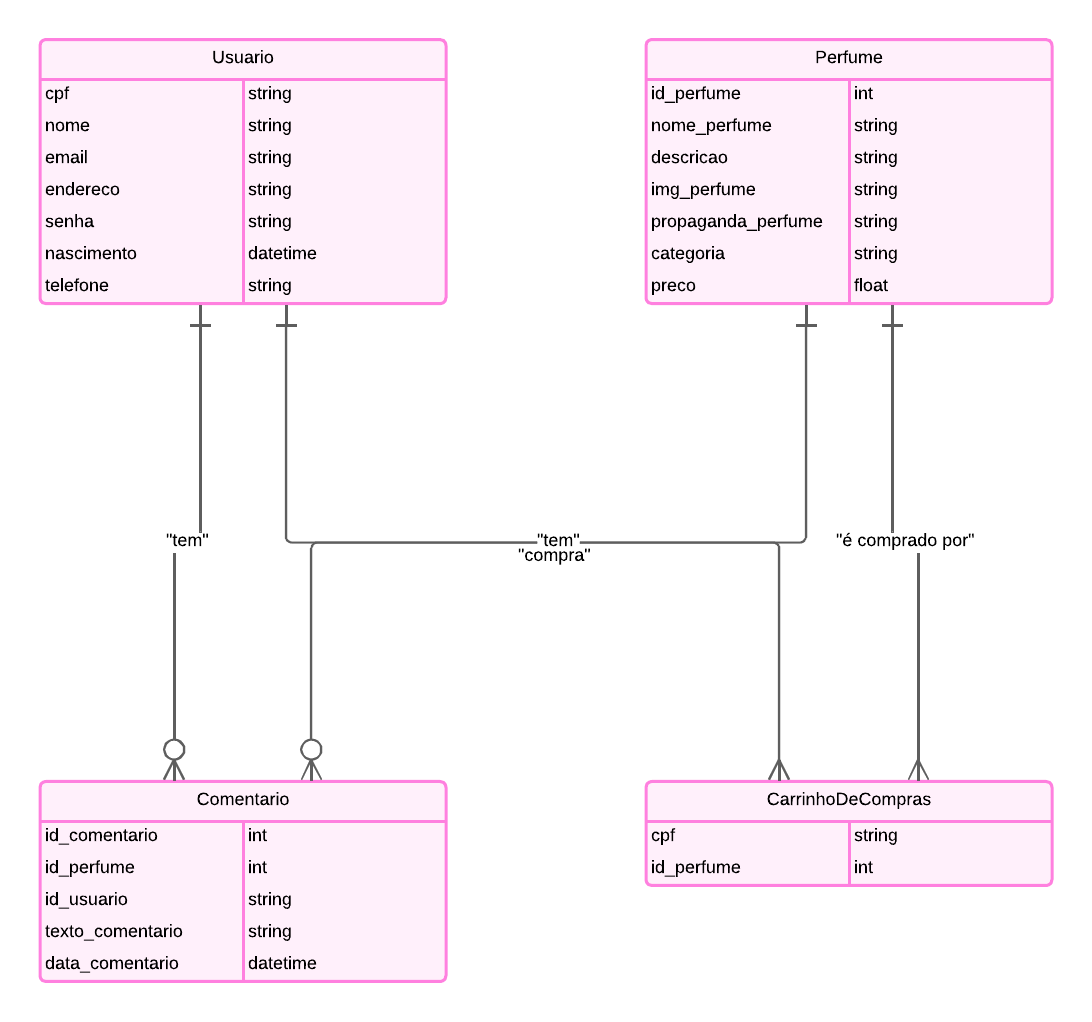 Usuario
cpf string
nome string
email string
endereco string
senha string
nascimento datetime
telefone string
Perfume
id_perfume int
nome_perfume string
descricao string
img_perfume string
propaganda_perfume string
categoria string
preco float
"tem"
"tem"
"compra"
"é comprado por"
Comentario
id_comentario int
id_perfume int
id_usuario string
texto_comentario string
data_comentario datetime
CarrinhoDeCompras
cpf string
id_perfume int